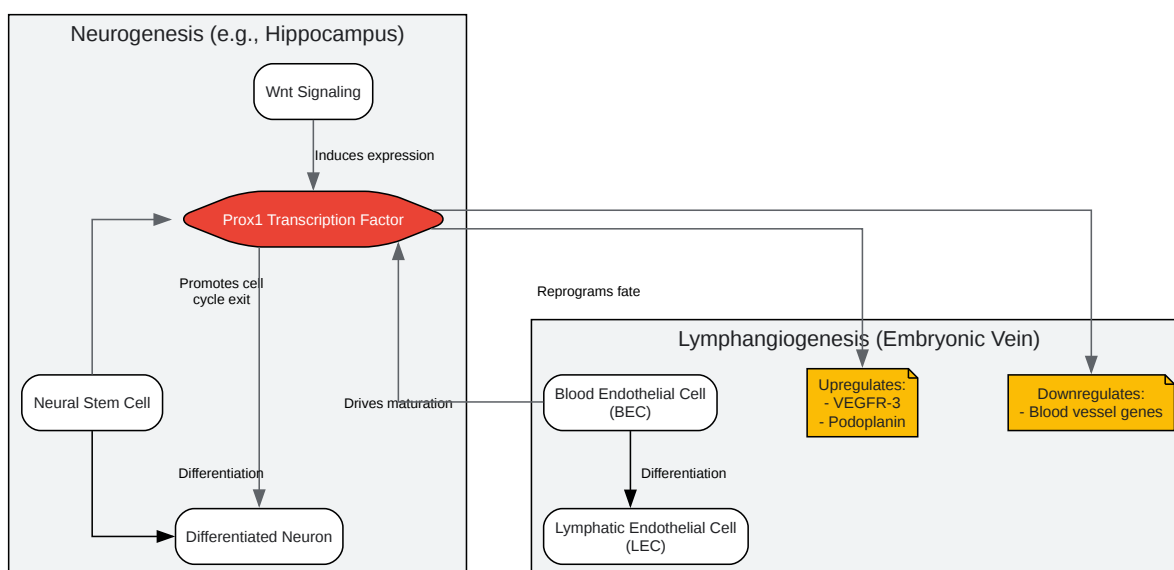 Neurogenesis (e.g., Hippocampus)
Wnt Signaling
Induces expression
Prox1 Transcription Factor
Promotes cell
cycle exit
Reprograms fate
Lymphangiogenesis (Embryonic Vein)
Neural Stem Cell
Drives maturation
Blood Endothelial Cell
(BEC)
Upregulates:
- VEGFR-3
- Podoplanin
Downregulates:
- Blood vessel genes
Differentiation
Differentiation
Differentiated Neuron
Lymphatic Endothelial Cell
(LEC)